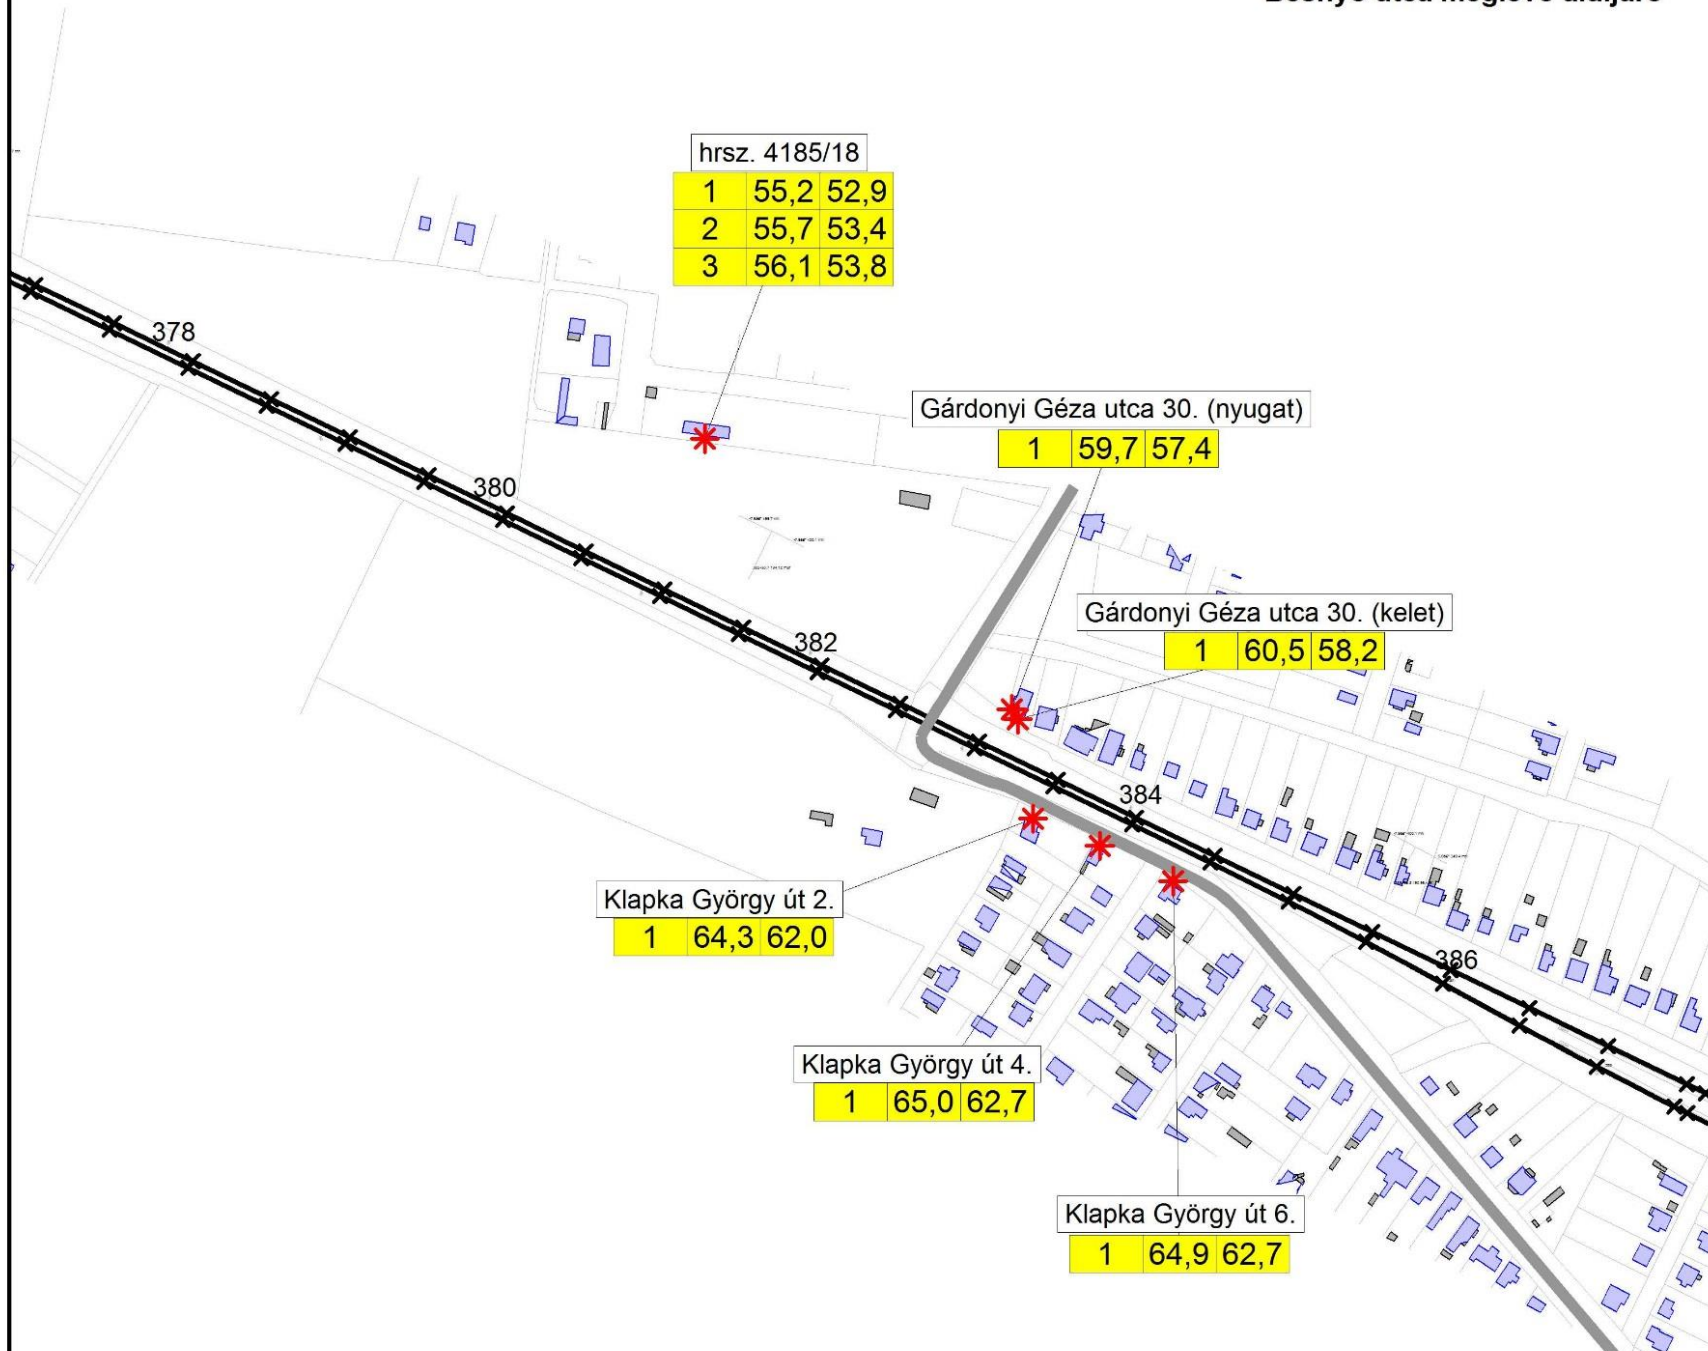 hrsz. 4185/18
1 55,2 52,9
2 55,7 53,4
3 56,1 53,8
378
Gárdonyi Géza utca 30. (nyugat)
1 59,7 57,4
380
Gárdonyi Géza utca 30. (kelet)
1 60,5 58,2
382
384
Klapka György út 2.
1 64,3 62,0
386
Klapka György út 4.
1 65,0 62,7
Klapka György út 6.
1 64,9 62,7